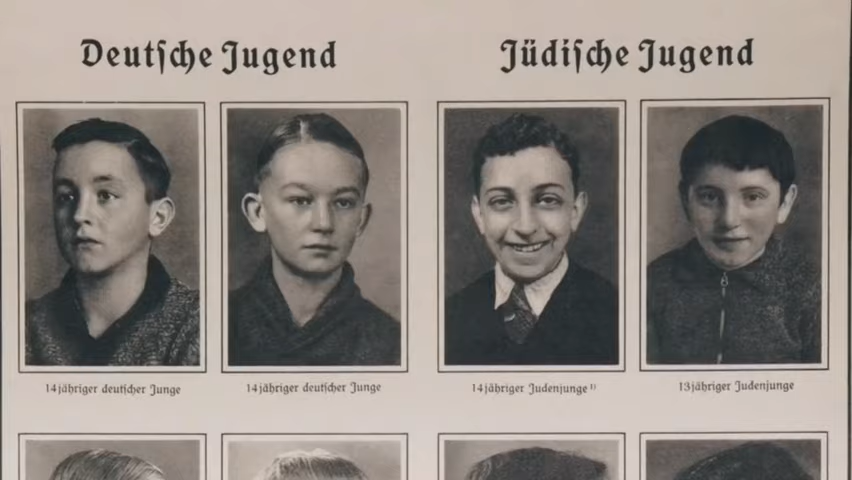 Deutsche Jugend
Jüdische Jugend
14jähriger deutscher Junge
14jähriger deutscher Junge
14jähriger Judenjunge ¹⁾
13jähriger Judenjunge